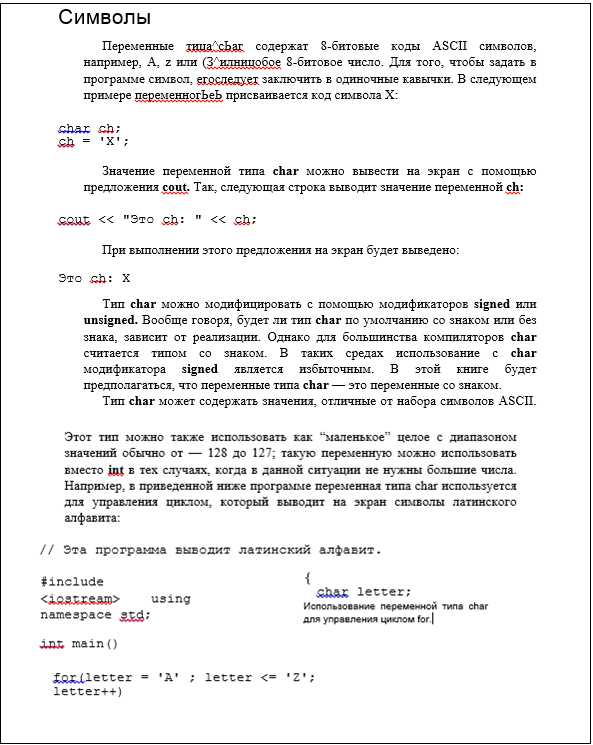 Символы
Переменные типа^сЬаг содержат 8-битовые коды ASCII символов,
например, A, z или (З^илницобое 8-битовое число. Для того, чтобы задать в
программе символ, егоследует заключить в одиночные кавычки. В следующем
примере переменногЬеЬ присваивается код символа X:
char ch;
ch = 'X';
Значение переменной типа char можно вывести на экран с помощью
предложения cout. Так, следующая строка выводит значение переменной ch:
cout << "Это ch: " << ch;
При выполнении этого предложения на экран будет выведено:
Это ch: X
Тип char можно модифицировать с помощью модификаторов signed или
unsigned. Вообще говоря, будет ли тип char по умолчанию со знаком или без
знака, зависит от реализации. Однако для большинства компиляторов char
считается типом со знаком. В таких средах использование с char
модификатора signed является избыточным. В этой книге будет
предполагаться, что переменные типа char — это переменные со знаком.
Тип char может содержать значения, отличные от набора символов ASCII.
Этот тип можно также использовать как “маленькое” целое с диапазоном
значений обычно от — 128 до 127; такую переменную можно использовать
вместо int в тех случаях, когда в данной ситуации не нужны большие числа.
Например, в приведенной ниже программе переменная типа char используется
для управления циклом, который выводит на экран символы латинского
алфавита:
// Эта программа выводит латинский алфавит.
#include
<iostream> using
namespace std;
int main()
{
char letter;
Использование переменной типа char
для управления циклом for.
for(letter = 'A' ; letter <= 'Z';
letter++)